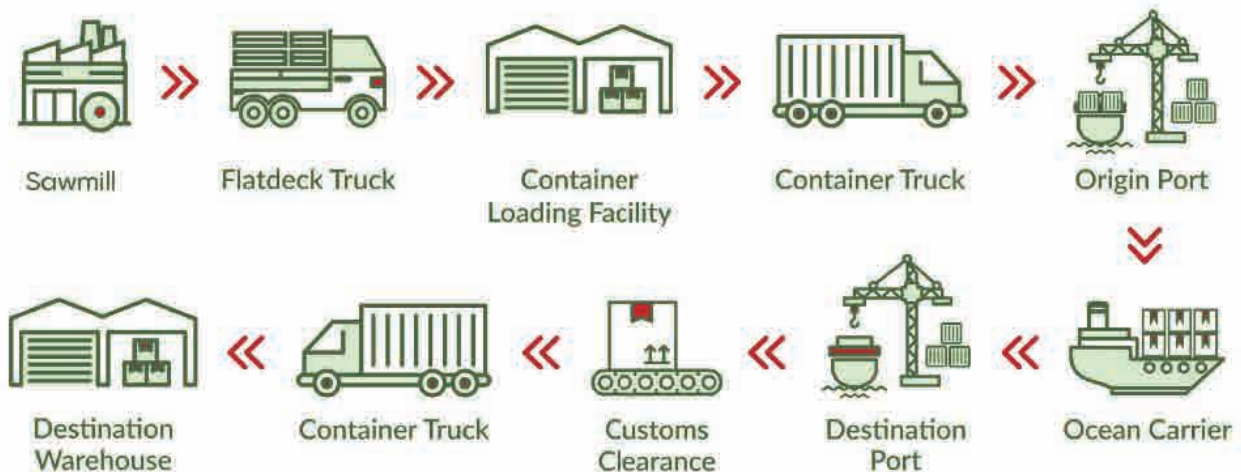 Sawmill
Flatdeck Truck
Container
Loading Facility
Container Truck
Origin Port
Destination
Warehouse
Container Truck
Customs
Clearance
Destination
Port
Ocean Carrier